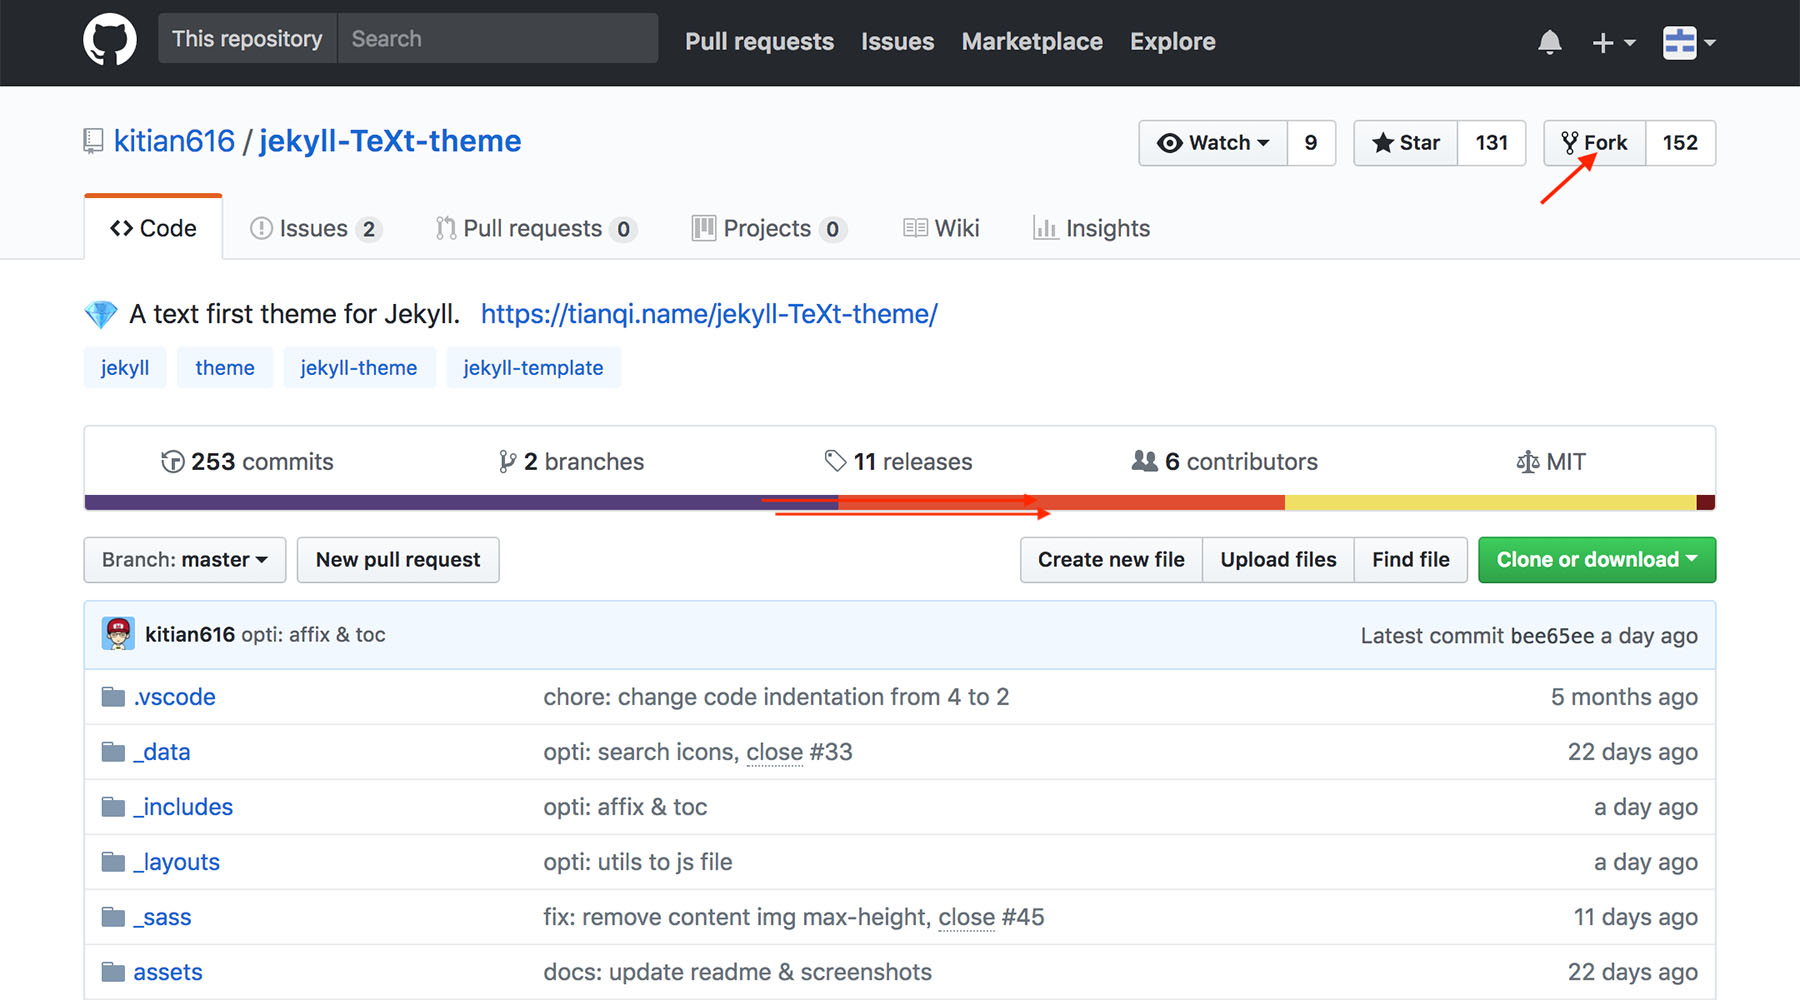 This repository Search Pull requests Issues Marketplace Explore
kitian616 / jekyll-TeXt-theme Watch 9 Star 131 Fork 152
Code Issues 2 Pull requests 0 Projects 0 Wiki Insights
A text first theme for Jekyll. https://tianqi.name/jekyll-TeXt-theme/
jekyll theme jekyll-theme jekyll-template
253 commits 2 branches 11 releases 6 contributors MIT
Branch: master New pull request Create new file Upload files Find file Clone or download
kitian616 opti: affix & toc Latest commit bee65ee a day ago
.vscode chore: change code indentation from 4 to 2 5 months ago
_data opti: search icons, close #33 22 days ago
_includes opti: affix & toc a day ago
_layouts opti: utils to js file a day ago
_sass fix: remove content img max-height, close #45 11 days ago
assets docs: update readme & screenshots 22 days ago